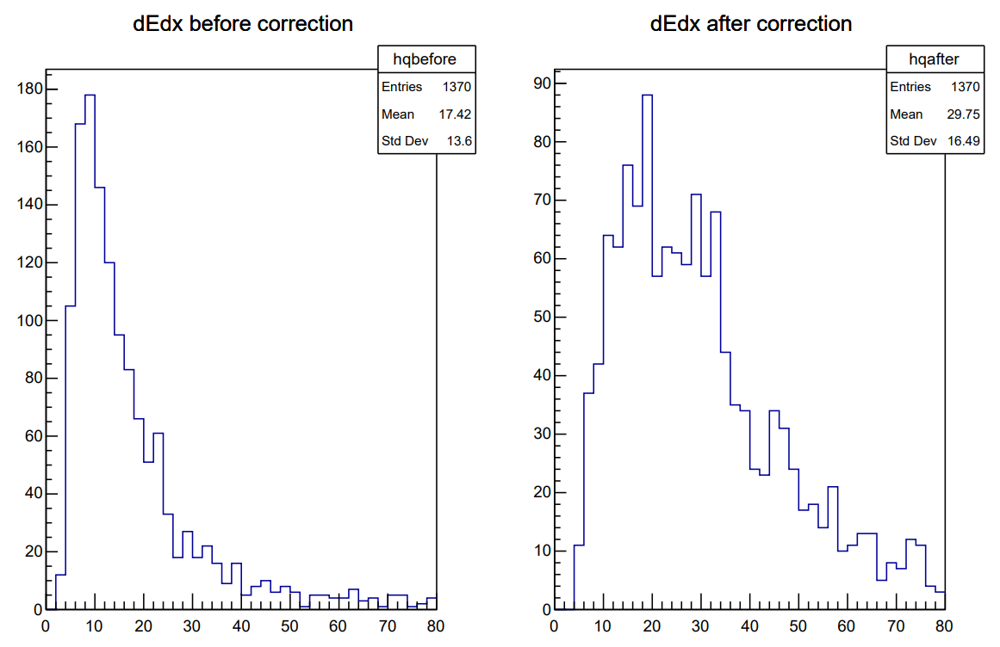 dEdx before correction
hqbefore
Entries 1370
Mean 17.42
Std Dev 13.6
180
160
140
120
100
80
60
40
20
0
0 10 20 30 40 50 60 70 80
dEdx after correction
hqafter
Entries 1370
Mean 29.75
Std Dev 16.49
90
80
70
60
50
40
30
20
10
0
0 10 20 30 40 50 60 70 80